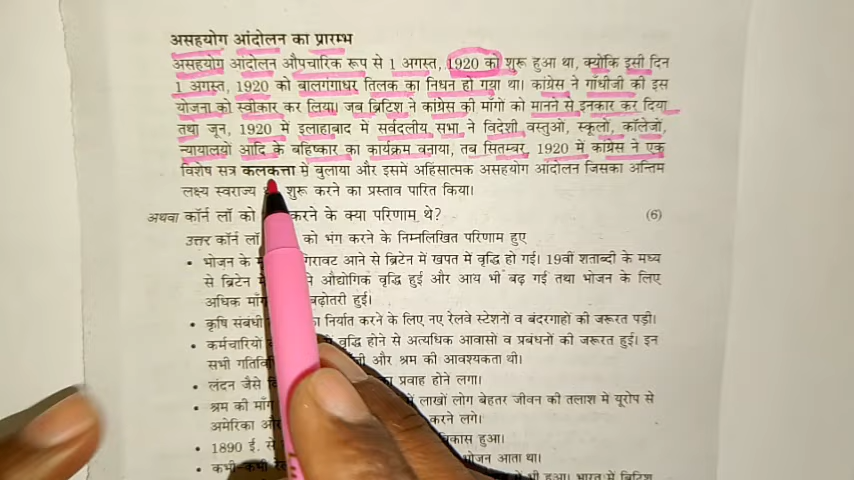 असहयोग आंदोलन का प्रारम्भ
असहयोग आंदोलन औपचारिक रूप से 1 अगस्त, 1920 को शुरू हुआ था, क्योंकि इसी दिन
1 अगस्त, 1920 को बालगंगाधर तिलक का निधन हो गया था। कांग्रेस ने गाँधीजी की इस
योजना को स्वीकार कर लिया। जब ब्रिटिश ने कांग्रेस की मांगों को मानने से इनकार कर दिया
तथा जून, 1920 में इलाहाबाद में सर्वदलीय सभा ने विदेशी वस्तुओं, स्कूलों, कॉलेजों,
न्यायालयों आदि के बहिष्कार का कार्यक्रम बनाया, तब सितम्बर, 1920 में कांग्रेस ने एक
विशेष सत्र कलकत्ता में बुलाया और इसमें अहिंसात्मक असहयोग आंदोलन जिसका अन्तिम
लक्ष्य स्वराज्य शुरू करने का प्रस्ताव पारित किया।
अथवा कॉर्न लॉ को करने के क्या परिणाम थे? (6)
उत्तर कॉर्न लॉ को भंग करने के निम्नलिखित परिणाम हुए
• भोजन के गिरावट आने से ब्रिटेन में खपत में वृद्धि हो गई। 19वीं शताब्दी के मध्य
से ब्रिटेन में औद्योगिक वृद्धि हुई और आय भी बढ़ गई तथा भोजन के लिए
अधिक बढ़ोतरी हुई।
• कृषि संबंधी का निर्यात करने के लिए नए रेलवे स्टेशनों व बंदरगाहों की जरूरत पड़ी।
• कर्मचारियों में वृद्धि होने से अत्यधिक आवासों व प्रबंधनों की जरूरत हुई। इन
सभी और श्रम की आवश्यकता थी।
• लंदन जैसे का प्रवाह होने लगा।
• श्रम की लाखों लोग बेहतर जीवन की तलाश में यूरोप से
अमेरिका करने लगे।
• 1890 ई. से विकास हुआ।
• कभी-कभी भोजन आता था।